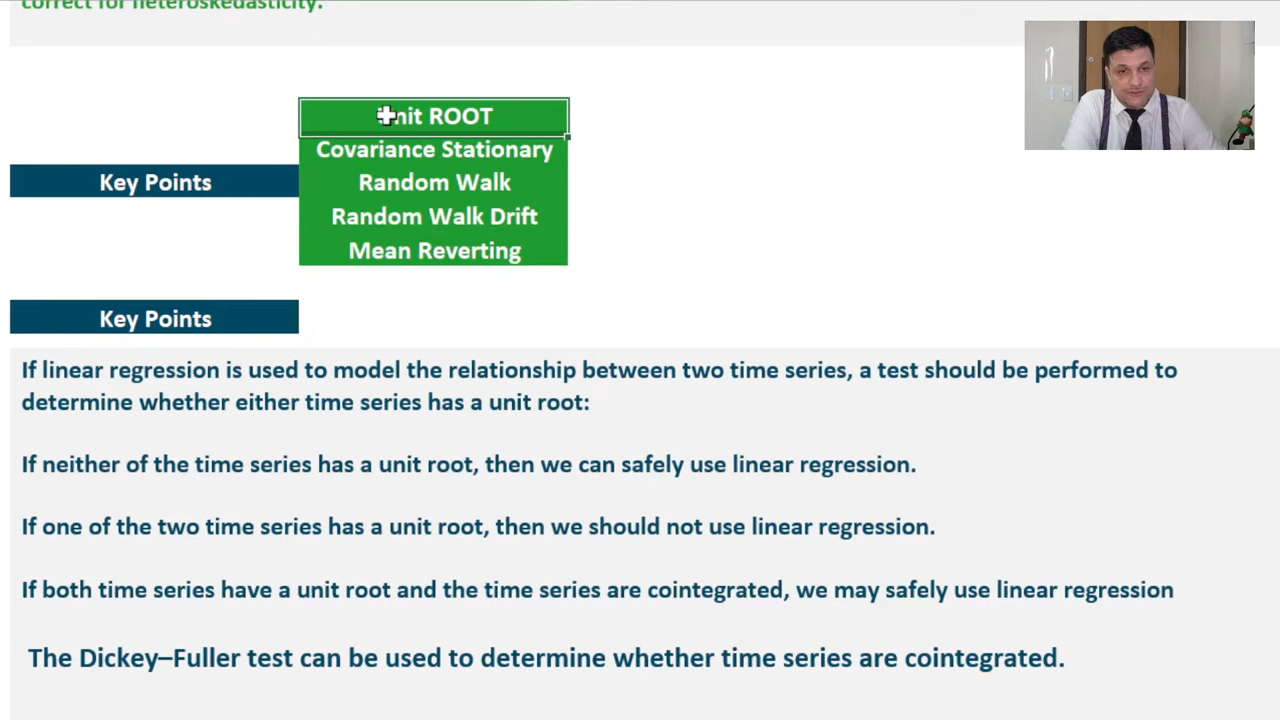 correct for heteroskedasticity.
ROOT
Covariance Stationary
Key Points
Random Walk
Random Walk Drift
Mean Reverting
Key Points
If linear regression is used to model the relationship between two time series, a test should be performed to
determine whether either time series has a unit root:
If neither of the time series has a unit root, then we can safely use linear regression.
If one of the two time series has a unit root, then we should not use linear regression.
If both time series have a unit root and the time series are cointegrated, we may safely use linear regression
The Dickey–Fuller test can be used to determine whether time series are cointegrated.